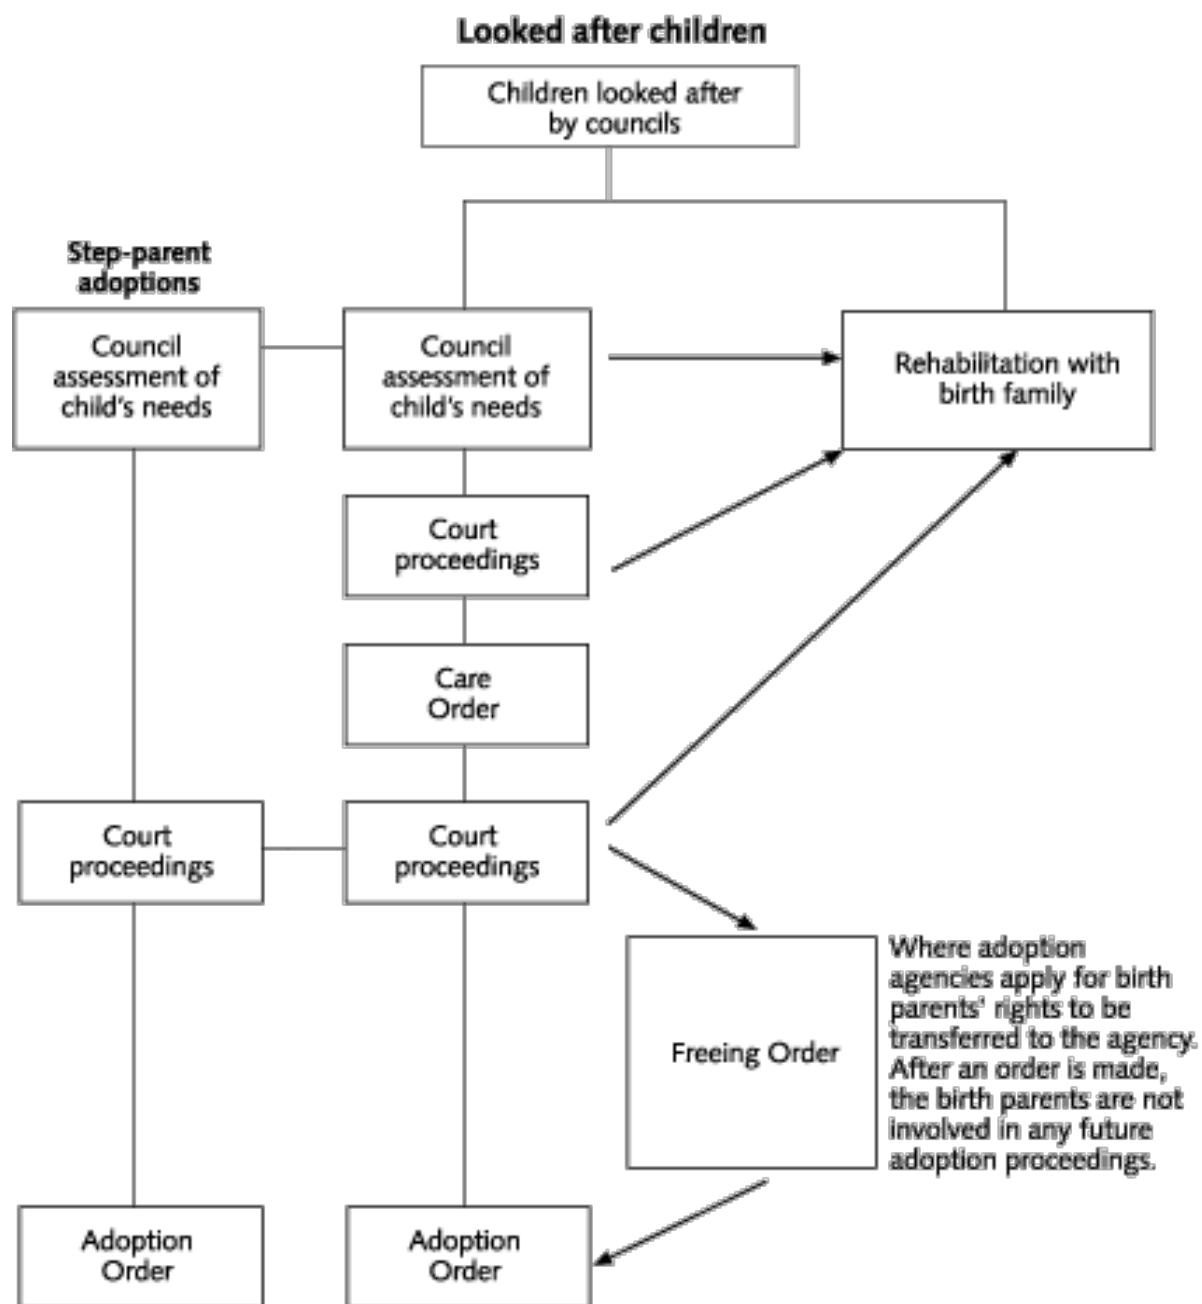 Looked after children
Children looked after
by councils
Step-parent
adoptions
Council
assessment of
child's needs
Council
assessment of
child's needs
Rehabilitation with
birth family
Court
proceedings
Care
Order
Court
proceedings
Court
proceedings
Freeing Order
Where adoption
agencies apply for birth
parents' rights to be
transferred to the agency.
After an order is made,
the birth parents are not
involved in any future
adoption proceedings.
Adoption
Order
Adoption
Order